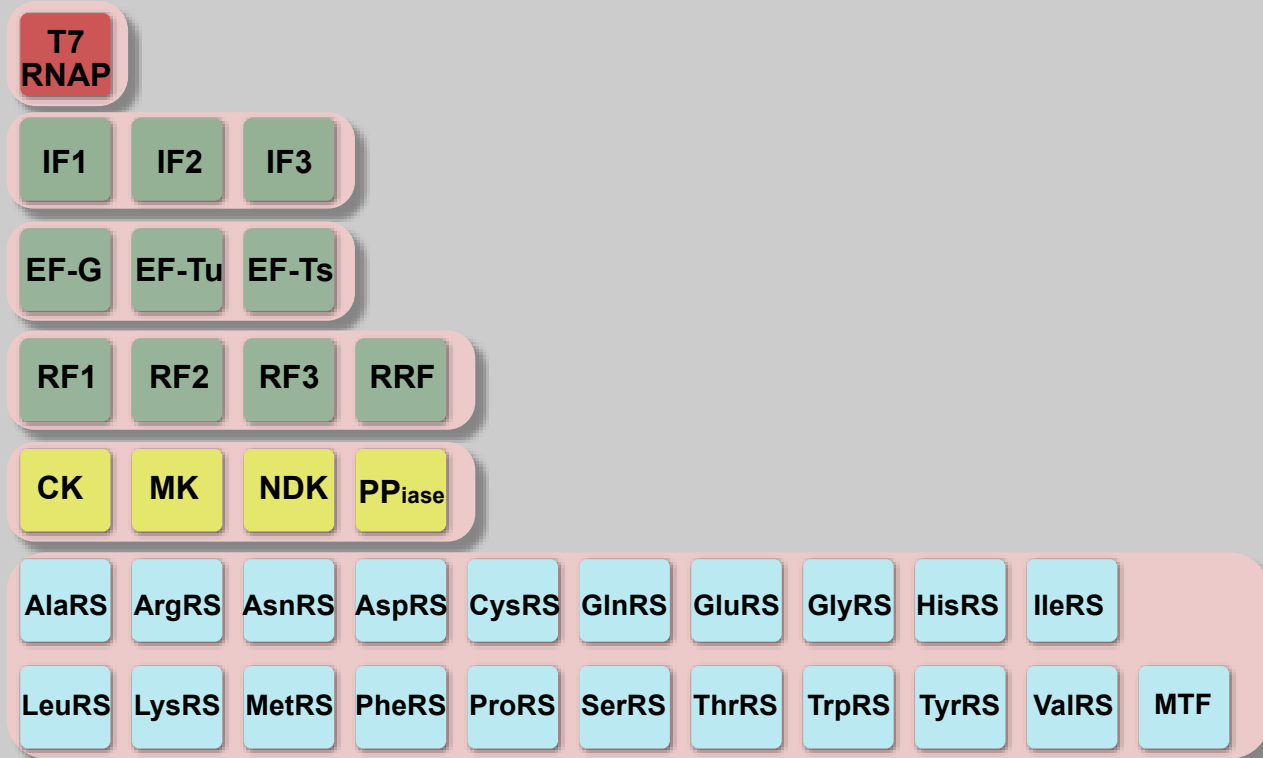 T7
RNAP
IF1 IF2 IF3
EF-G EF-Tu EF-Ts
RF1 RF2 RF3 RRF
CK MK NDK PPiase
AlaRS ArgRS AsnRS AspRS CysRS GlnRS GluRS GlyRS HisRS IleRS
LeuRS LysRS MetRS PheRS ProRS SerRS ThrRS TrpRS TyrRS ValRS MTF